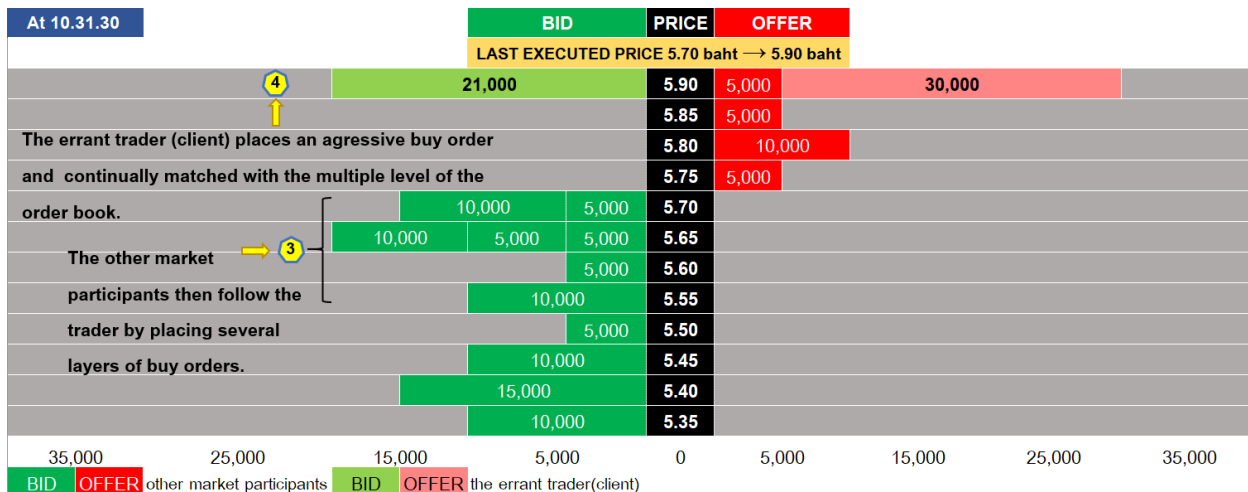 At 10.31.30 BID PRICE OFFER
LAST EXECUTED PRICE 5.70 baht → 5.90 baht
4 21,000 5.90 5,000 30,000
5.85 5,000
The errant trader (client) places an agressive buy order 5.80 10,000
and continually matched with the multiple level of the 5.75 5,000
order book. 10,000 5,000 5.70
3 10,000 5,000 5,000 5.65
The other market 5,000 5.60
participants then follow the 10,000 5.55
trader by placing several 5,000 5.50
layers of buy orders. 10,000 5.45
15,000 5.40
10,000 5.35
35,000 25,000 15,000 5,000 0 5,000 15,000 25,000 35,000
BID OFFER other market participants BID OFFER the errant trader(client)